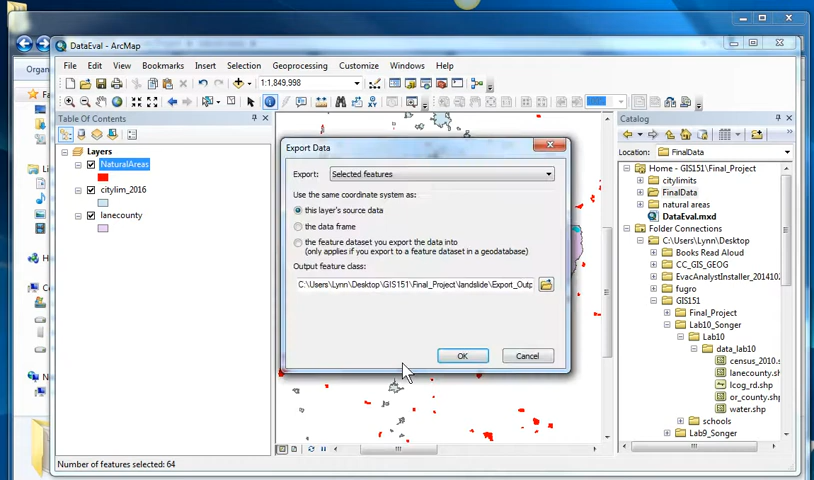 DataEval - ArcMap
Organ
Fa
File Edit View Bookmarks Insert Selection Geoprocessing Customize Windows Help
1:1,849,998
Table Of Contents
Layers
NaturalAreas
citylim_2016
lanecounty
Export Data
Export: Selected features
Use the same coordinate system as:
this layer's source data
the data frame
the feature dataset you export the data into
(only applies if you export to a feature dataset in a geodatabase)
Output feature class:
C:\Users\Lynn\Desktop\GIS151\Final_Project\landslide\Export_Outp
OK Cancel
Catalog
Location: FinalData
Home - GIS151\Final_Project
citylimits
FinalData
natural areas
DataEval.mxd
Folder Connections
C:\Users\Lynn\Desktop
Books Read Aloud
CC_GIS_GEOG
EvacAnalystInstaller_201410
fugro
GIS151
Final_Project
Lab10_Songer
Lab10
data_lab10
census_2010.s
lanecounty.sh
lcog_rd.shp
or_county.shp
water.shp
schools
Lab9_Songer
Number of features selected: 64